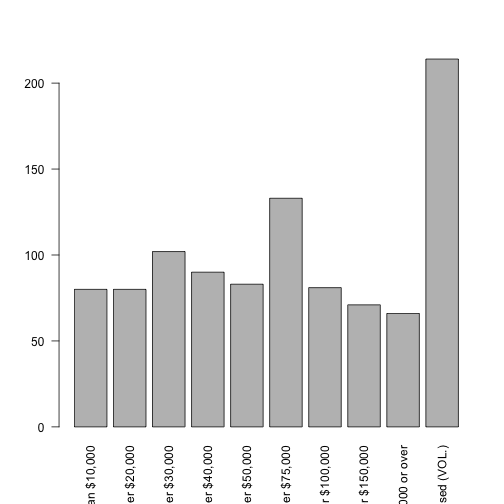 200
150
100
50
0
an $10,000
er $20,000
er $30,000
er $40,000
er $50,000
er $75,000
r $100,000
r $150,000
000 or over
sed (VOL.)